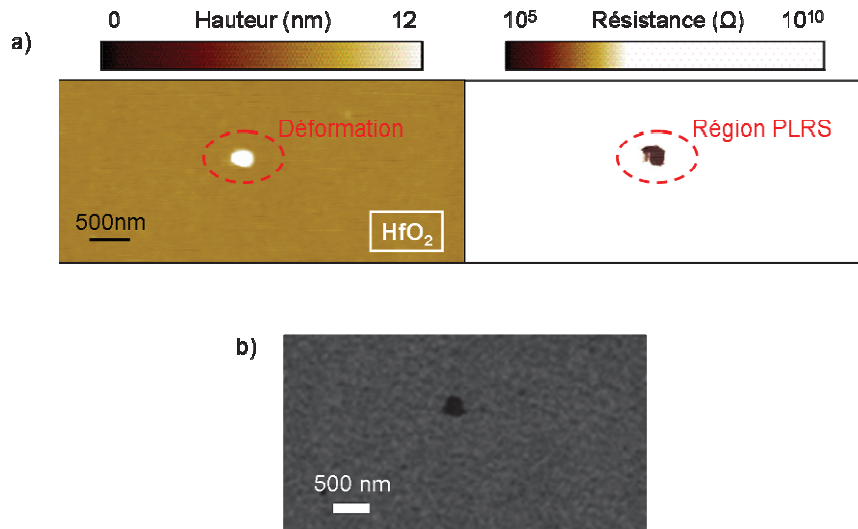 a)
0 Hauteur (nm) 12
10⁵ Résistance (Ω) 10¹⁰
Déformation
Région PLRS
500nm
HfO₂
b)
500 nm